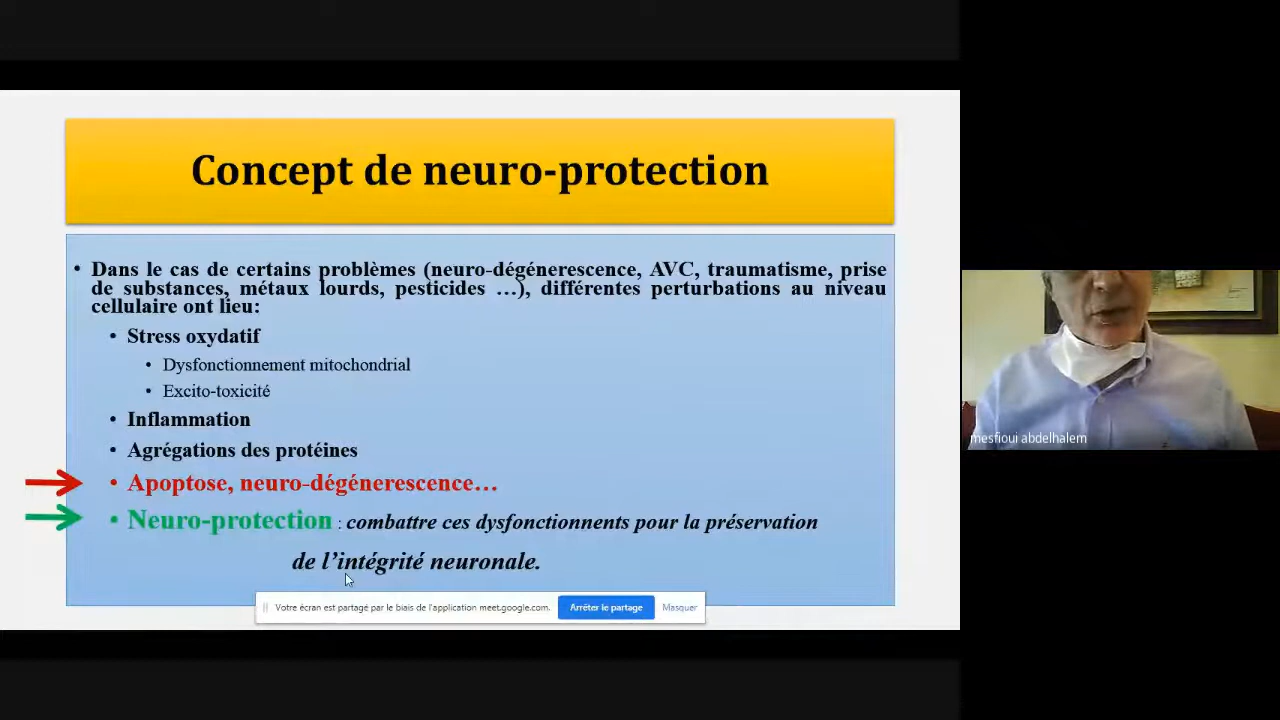 Concept de neuro-protection
• Dans le cas de certains problèmes (neuro-dégénerescence, AVC, traumatisme, prise
de substances, métaux lourds, pesticides …), différentes perturbations au niveau
cellulaire ont lieu:
• Stress oxydatif
• Dysfonctionnement mitochondrial
• Excito-toxicité
• Inflammation
• Agrégations des protéines
• Apoptose, neuro-dégénerescence…
• Neuro-protection : combattre ces dysfonctionnents pour la préservation
de l’intégrité neuronale.
Votre écran est partagé par le biais de l'application meet.google.com.
Arrêter le partage
Masquer
mesfioui abdelhalem